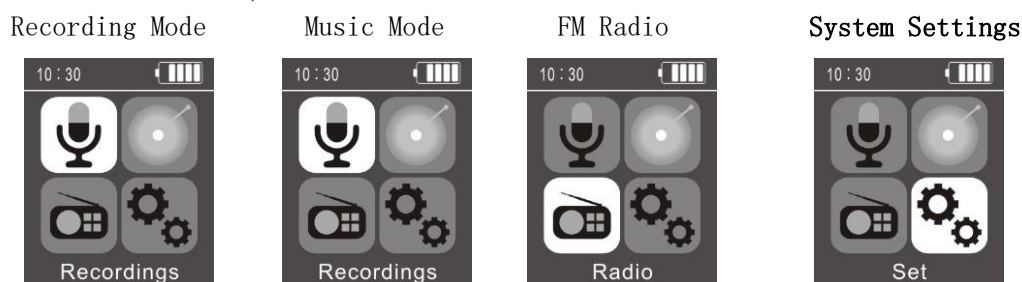 Recording Mode
Music Mode
FM Radio
System Settings
10:30
10:30
10:30
10:30
Recordings
Recordings
Radio
Set